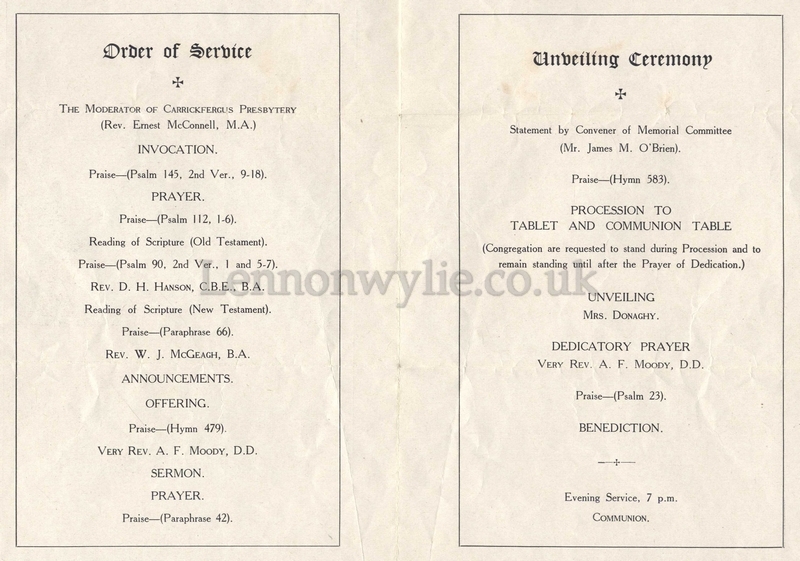 Order of Service
The Moderator of Carrickfergus Presbytery
(Rev. Ernest McConnell, M.A.)
INVOCATION.
Praise—(Psalm 145, 2nd Ver., 9-18).
PRAYER.
Praise—(Psalm 112, 1-6).
Reading of Scripture (Old Testament).
Praise—(Psalm 90, 2nd Ver., 1 and 5-7).
Rev. D. H. Hanson, C.B.E., B.A.
Reading of Scripture (New Testament).
Praise—(Paraphrase 66).
Rev. W. J. McGeagh, B.A.
ANNOUNCEMENTS.
OFFERING.
Praise—(Hymn 479).
Very Rev. A. F. Moody, D.D.
SERMON.
PRAYER.
Praise—(Paraphrase 42).
Unveiling Ceremony
Statement by Convener of Memorial Committee
(Mr. James M. O'Brien).
Praise—(Hymn 583).
PROCESSION TO
TABLET AND COMMUNION TABLE
(Congregation are requested to stand during Procession and to
remain standing until after the Prayer of Dedication.)
UNVEILING
Mrs. Donaghy.
DEDICATORY PRAYER
Very Rev. A. F. Moody, D.D.
Praise—(Psalm 23).
BENEDICTION.
Evening Service, 7 p.m.
Communion.
Lennonwylie.co.uk